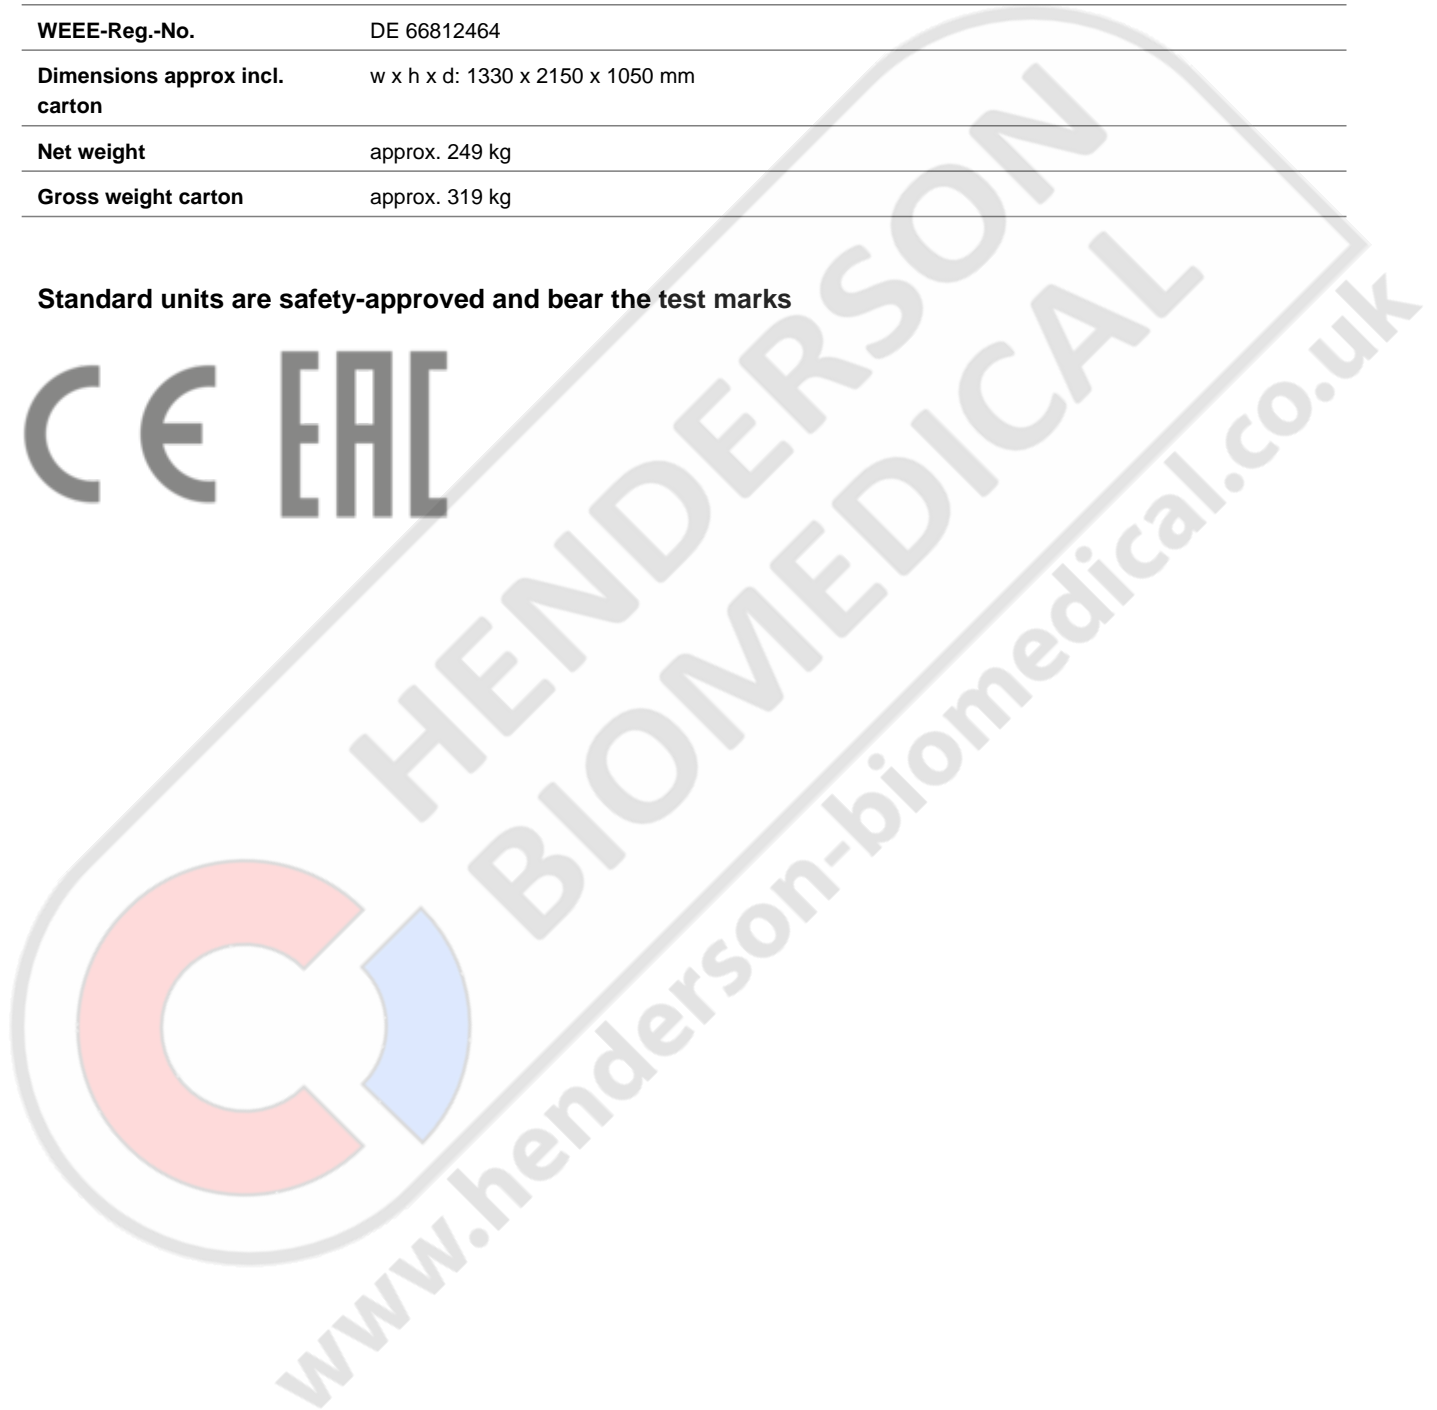 WEEE-Reg.-No. DE 66812464
Dimensions approx incl. w x h x d: 1330 x 2150 x 1050 mm
carton
Net weight approx. 249 kg
Gross weight carton approx. 319 kg
Standard units are safety-approved and bear the test marks
CE EAC
HENDERSON
BIOMEDICAL
www.henderson-biomedical.co.uk